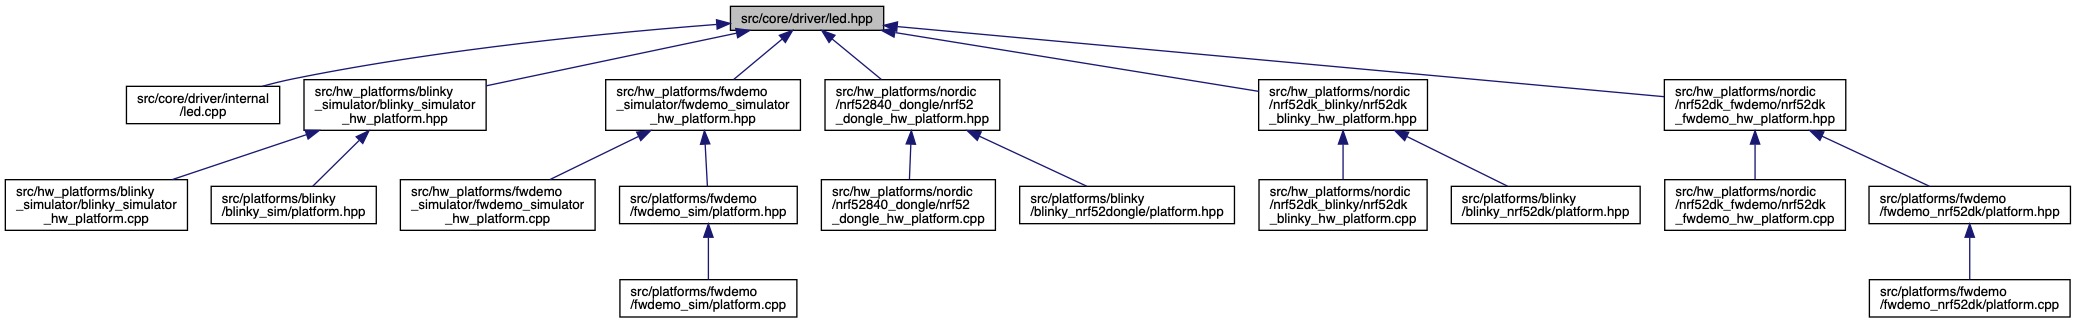 src/core/driver/led.hpp
src/core/driver/internal
/led.cpp
src/hw_platforms/blinky
_simulator/blinky_simulator
_hw_platform.hpp
src/hw_platforms/fwdemo
_simulator/fwdemo_simulator
_hw_platform.hpp
src/hw_platforms/nordic
/nrf52840_dongle/nrf52
_dongle_hw_platform.hpp
src/hw_platforms/nordic
/nrf52dk_blinky/nrf52dk
_blinky_hw_platform.hpp
src/hw_platforms/nordic
/nrf52dk_fwdemo/nrf52dk
_fwdemo_hw_platform.hpp
src/hw_platforms/blinky
_simulator/blinky_simulator
_hw_platform.cpp
src/platforms/blinky
/blinky_sim/platform.hpp
src/hw_platforms/fwdemo
_simulator/fwdemo_simulator
_hw_platform.cpp
src/platforms/fwdemo
/fwdemo_sim/platform.hpp
src/hw_platforms/nordic
/nrf52840_dongle/nrf52
_dongle_hw_platform.cpp
src/platforms/blinky
/blinky_nrf52dongle/platform.hpp
src/hw_platforms/nordic
/nrf52dk_blinky/nrf52dk
_blinky_hw_platform.cpp
src/platforms/blinky
/blinky_nrf52dk/platform.hpp
src/hw_platforms/nordic
/nrf52dk_fwdemo/nrf52dk
_fwdemo_hw_platform.cpp
src/platforms/fwdemo
/fwdemo_nrf52dk/platform.hpp
src/platforms/fwdemo
/fwdemo_sim/platform.cpp
src/platforms/fwdemo
/fwdemo_nrf52dk/platform.cpp